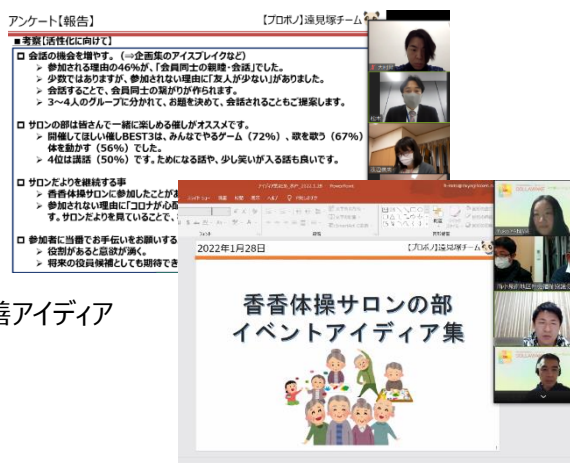 アンケート【報告】
【プロボノ】遠見塚チーム
■考察【活性化に向けて】
会話の機会を増やす。(⇒企画集のアイスブレイクなど)
➢ 参加される理由の46%が、「会員同士の親睦・会話」でした。
➢ 少数ではありますが、参加されない理由に「友人が少ない」がありました。
➢ 会話することで、会員同士の繋がりが作られます。
➢ 3~4人のグループに分かれて、お題を決めて、会話されることもご提案します。
サロンの部は皆さんで一緒に楽しめる催しがオススメです。
➢ 開催してほしい催しBEST3は、みんなでやるゲーム(72%)、歌を歌う(67%)
体を動かす(56%)でした。
➢ 4位は講話(50%)です。ためになる話や、少し笑いが入る話も良いです。
サロンだよりを継続する事
➢ 香香体操サロンに参加したことが
➢ 参加されない理由に「コロナが心配
す。サロンだよりを見ていることで、
参加者に当番でお手伝いをお願いする
➢ 役割があると意欲が湧く。
➢ 将来の役員候補としても期待でき
善アイディア
2022年1月28日
【プロボノ】遠見塚チーム
香香体操サロンの部
イベントアイディア集